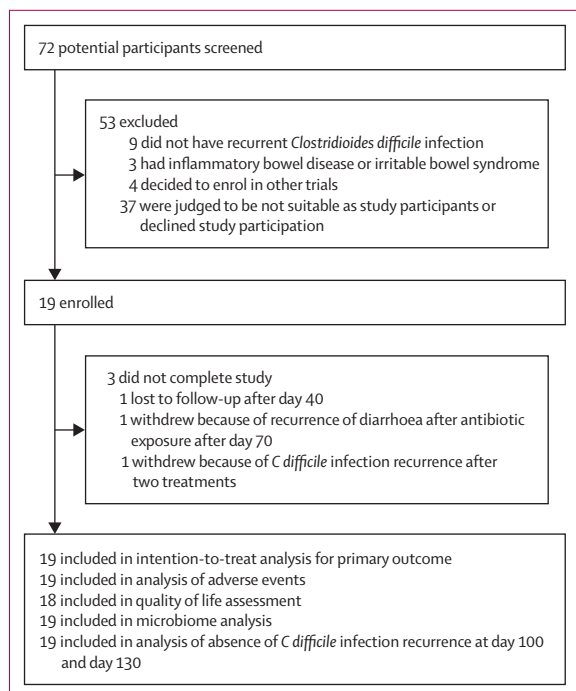 72 potential participants screened
53 excluded
9 did not have recurrent Clostridioides difficile infection
3 had inflammatory bowel disease or irritable bowel syndrome
4 decided to enrol in other trials
37 were judged to be not suitable as study participants or
declined study participation
19 enrolled
3 did not complete study
1 lost to follow-up after day 40
1 withdrew because of recurrence of diarrhoea after antibiotic
exposure after day 70
1 withdrew because of C difficile infection recurrence after
two treatments
19 included in intention-to-treat analysis for primary outcome
19 included in analysis of adverse events
18 included in quality of life assessment
19 included in microbiome analysis
19 included in analysis of absence of C difficile infection recurrence at day 100
and day 130